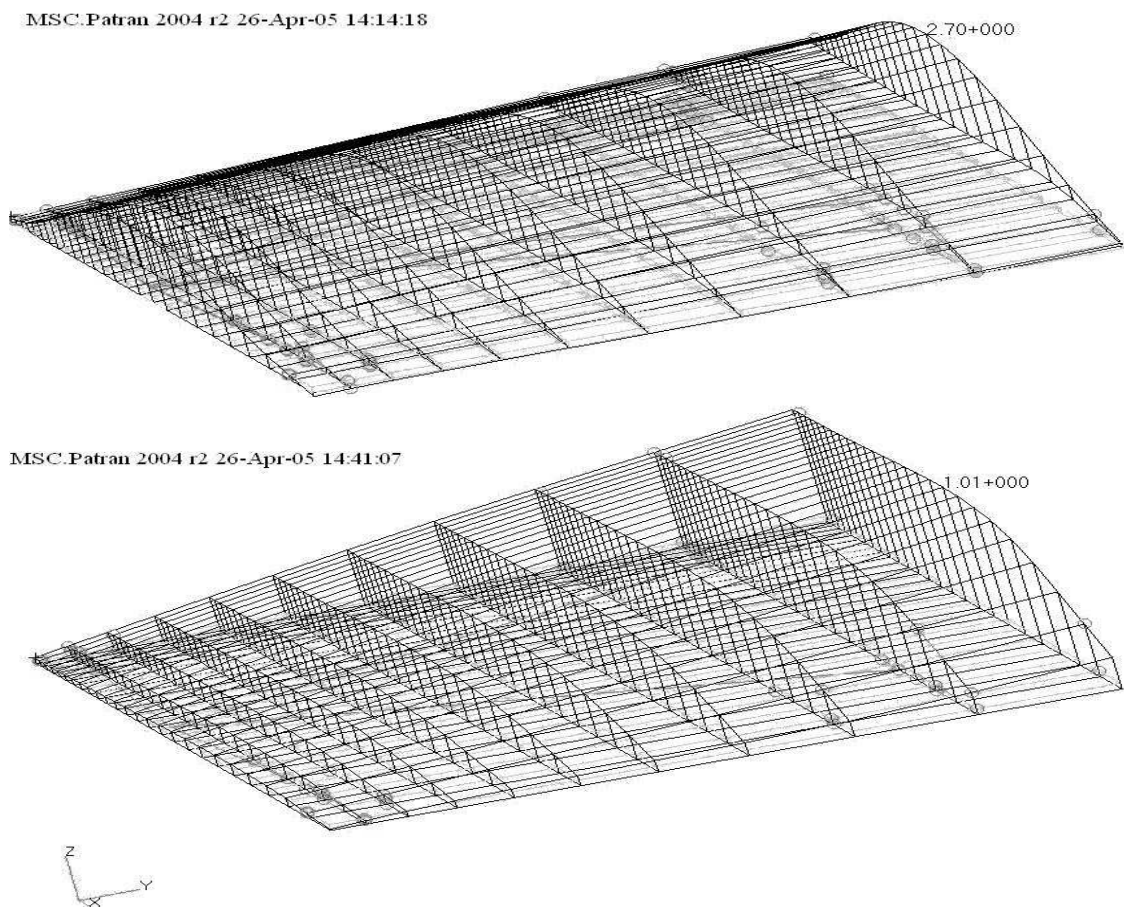 MSC.Patran 2004 r2 26-Apr-05 14:14:18
2.70+000
MSC.Patran 2004 r2 26-Apr-05 14:41:07
1.01+000
Z
Y
X